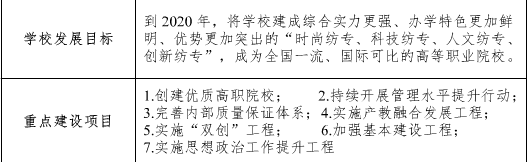 学校发展目标
到 2020 年，将学校建成综合实力更强、办学特色更加鲜
明、优势更加突出的“时尚纺专、科技纺专、人文纺专、
创新纺专”，成为全国一流、国际可比的高等职业院校。
重点建设项目
1.创建优质高职院校； 2.持续开展管理水平提升行动；
3.完善内部质量保证体系；4.实施产教融合发展工程；
5.实施“双创”工程； 6.加强基本建设工程；
7.实施思想政治工作提升工程